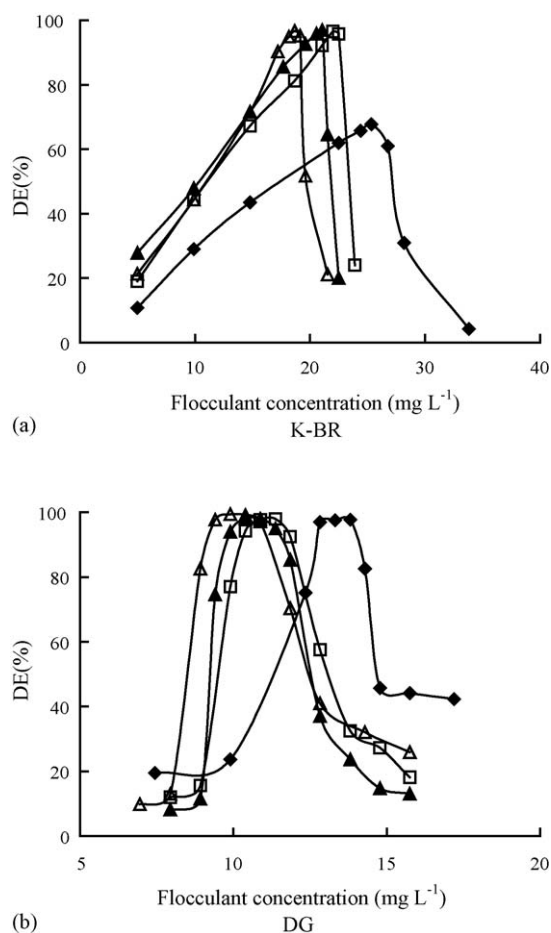 100
80
60
40
20
0
DE(%)
0 10 20 30 40
Flocculant concentration (mg L⁻¹)
(a)
K-BR
100
80
60
40
20
0
DE(%)
5 10 15 20
Flocculant concentration (mg L⁻¹)
(b)
DG